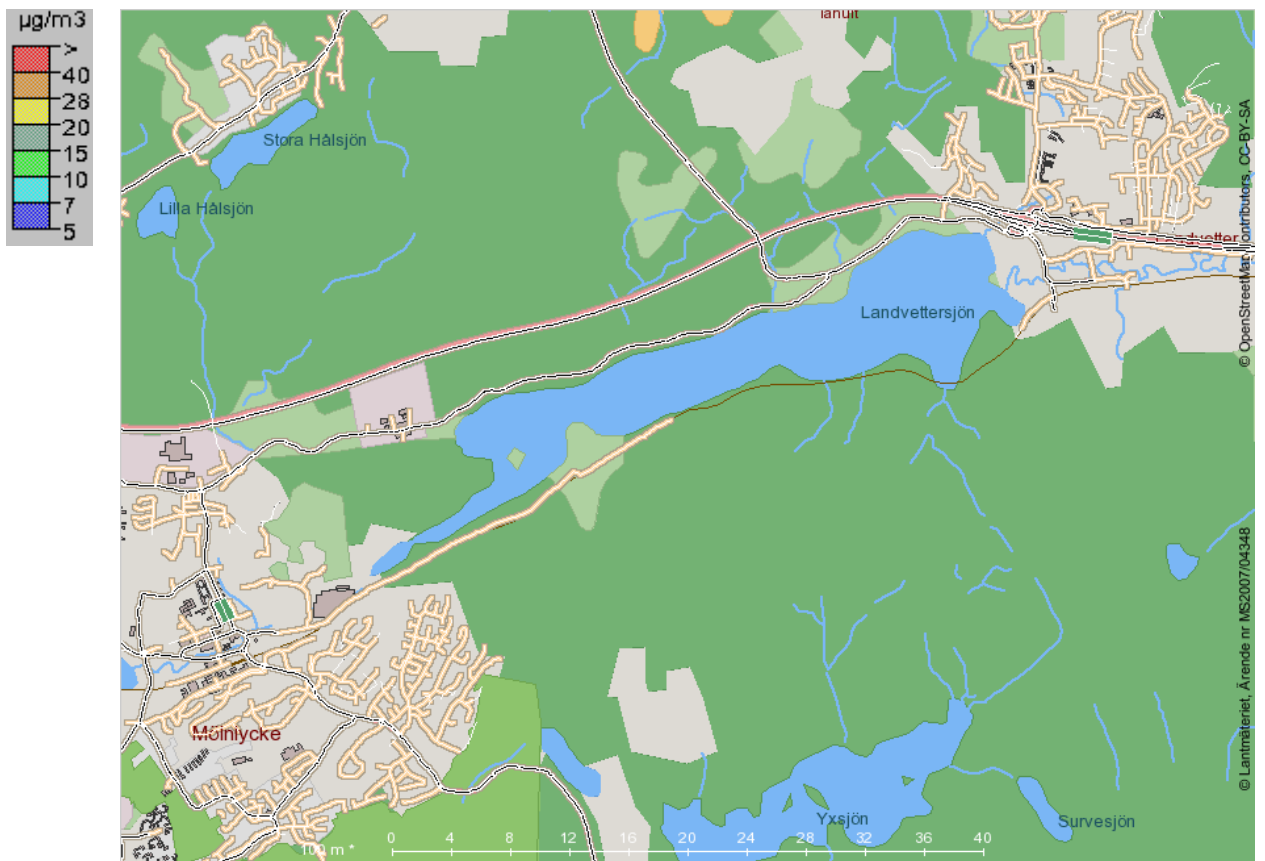 µg/m3
>
40
28
20
15
10
7
5
Stora Hålsjön
Lilla Hålsjön
Landvettersjön
Landvetter
Mölnlycke
Yxsjön
Survesjön
100 m *
0 4 8 12 16 20 24 28 32 36 40
© OpenStreetMap contributors, CC-BY-SA
© Lantmäteriet, Ärende nr MS2007/04348